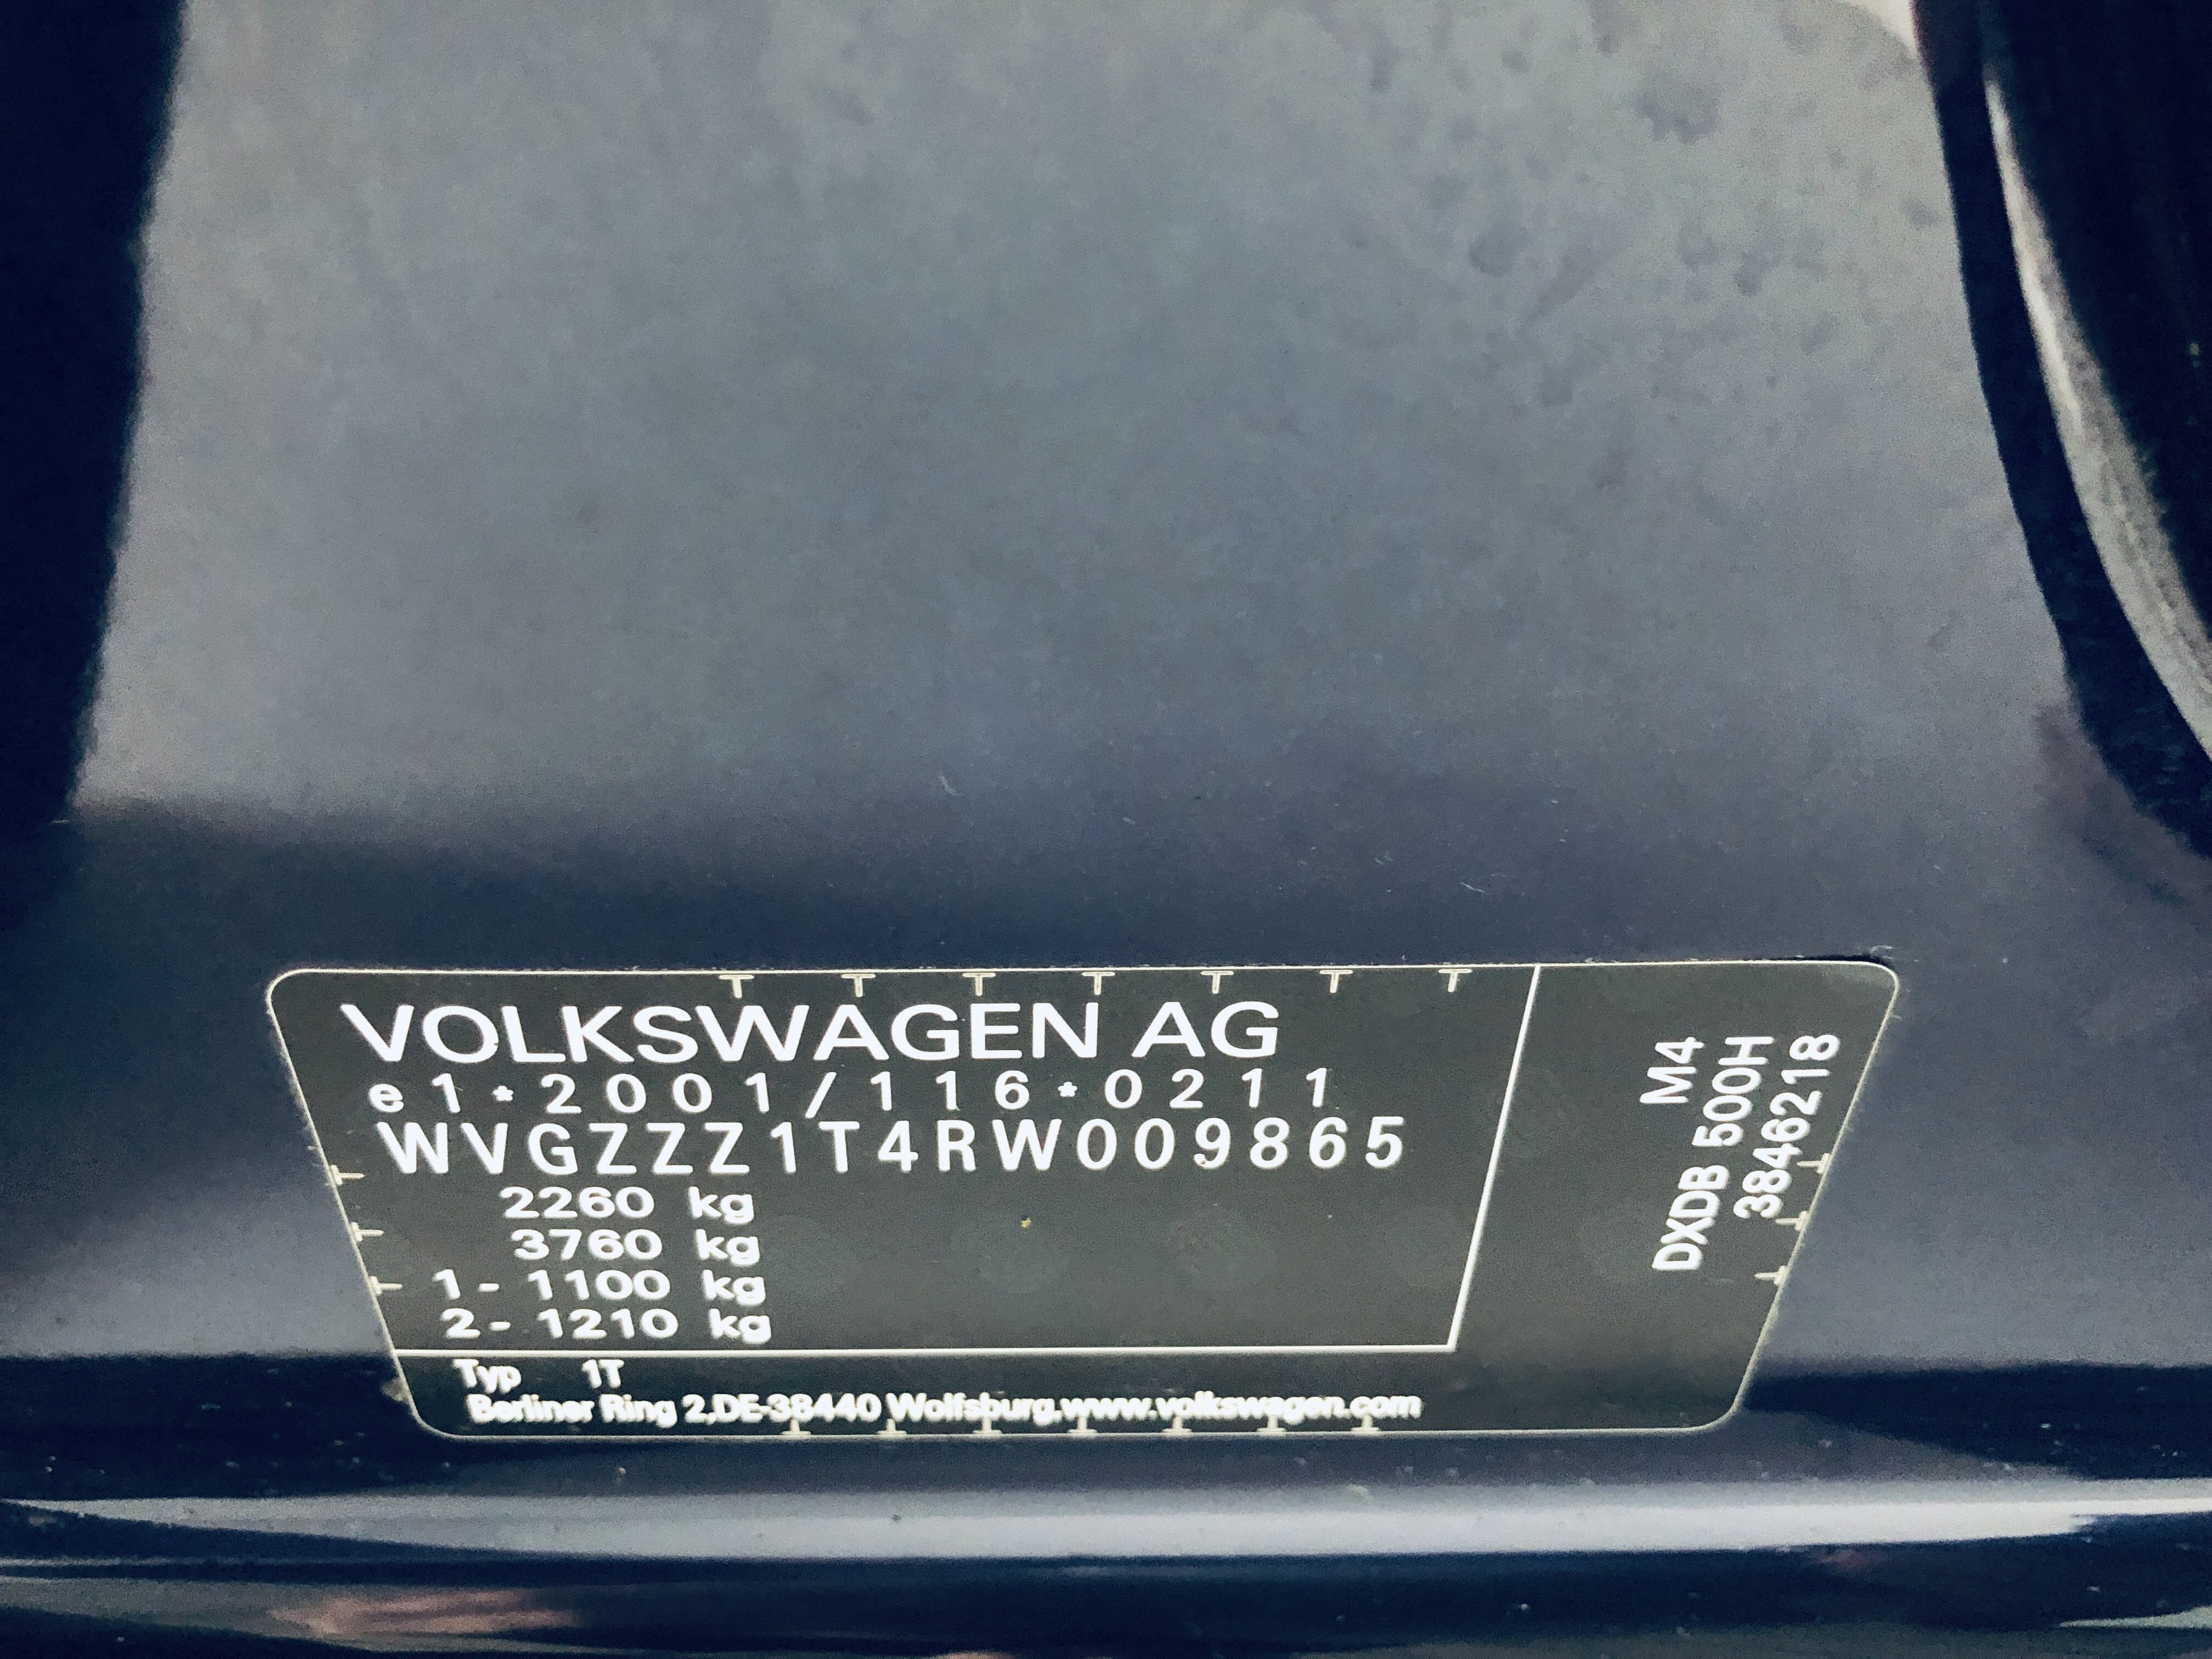 VOLKSWAGEN AG
e1*2001/116*0211
WVGZZZ1T4RW009865
2260 kg
3760 kg
1- 1100 kg
2- 1210 kg
Typ 1T
Berliner Ring 2,DE-38440 Wolfsburg,www.volkswagen.com
M4
DXDB 500H
38466218